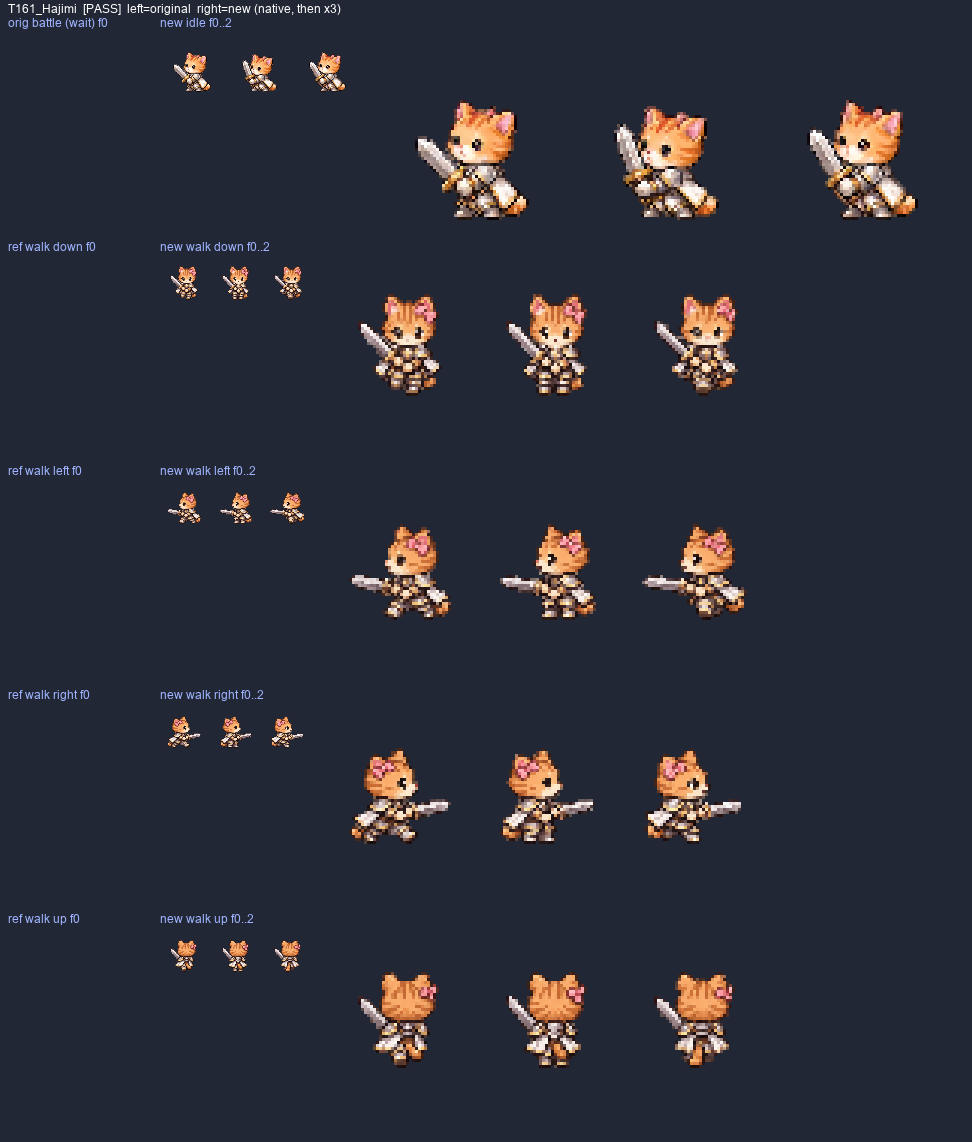 T161_Hajimi [PASS] left=original right=new (native, then x3)
orig battle (wait) f0 new idle f0..2
ref walk down f0 new walk down f0..2
ref walk left f0 new walk left f0..2
ref walk right f0 new walk right f0..2
ref walk up f0 new walk up f0..2